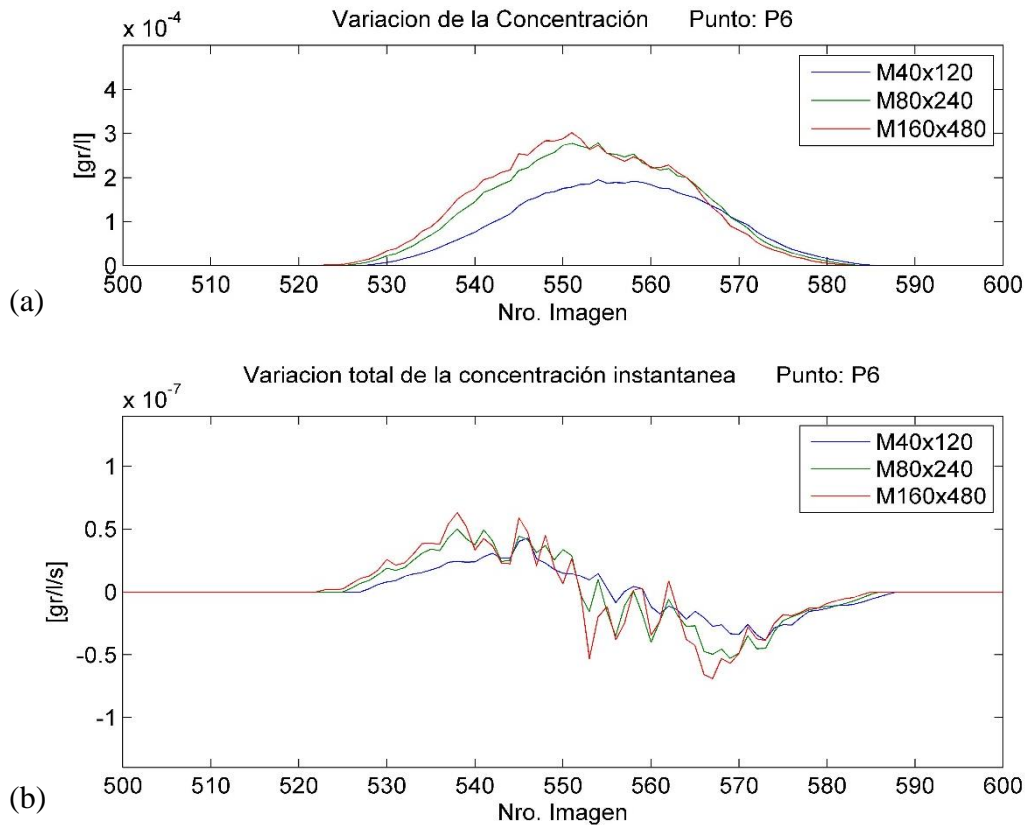 x 10⁻⁴
Variacion de la Concentración Punto: P6
M40x120
M80x240
M160x480
[gr/l]
4
3
2
1
0
500 510 520 530 540 550 560 570 580 590 600
Nro. Imagen
(a)
x 10⁻⁷
Variacion total de la concentración instantanea Punto: P6
M40x120
M80x240
M160x480
[gr/l/s]
1
0.5
0
-0.5
-1
500 510 520 530 540 550 560 570 580 590 600
Nro. Imagen
(b)